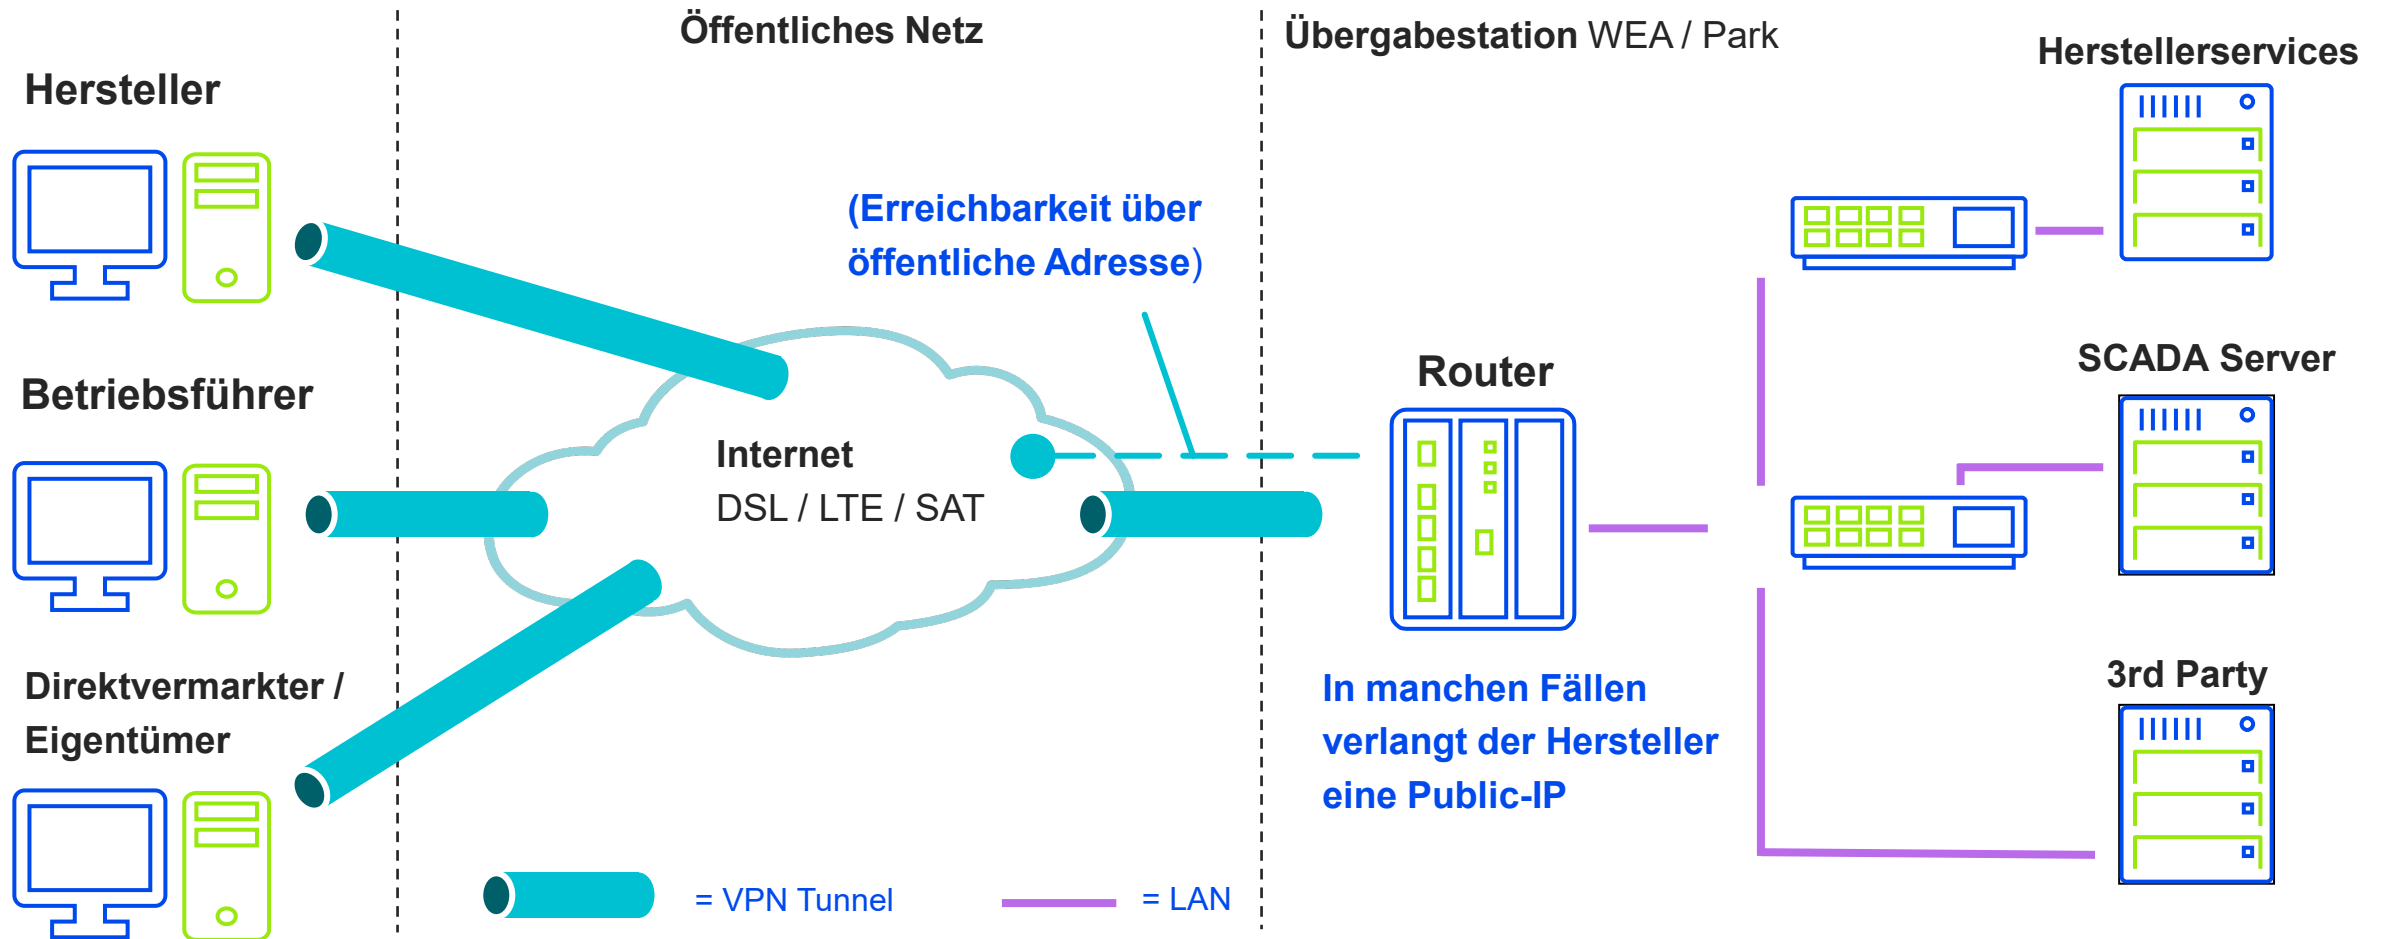 Öffentliches Netz
Übergabestation WEA / Park
Herstellerservices
Hersteller
(Erreichbarkeit über
öffentliche Adresse)
Router
SCADA Server
Betriebsführer
Internet
DSL / LTE / SAT
Direktvermarkter /
Eigentümer
In manchen Fällen
verlangt der Hersteller
eine Public-IP
3rd Party
= VPN Tunnel
= LAN